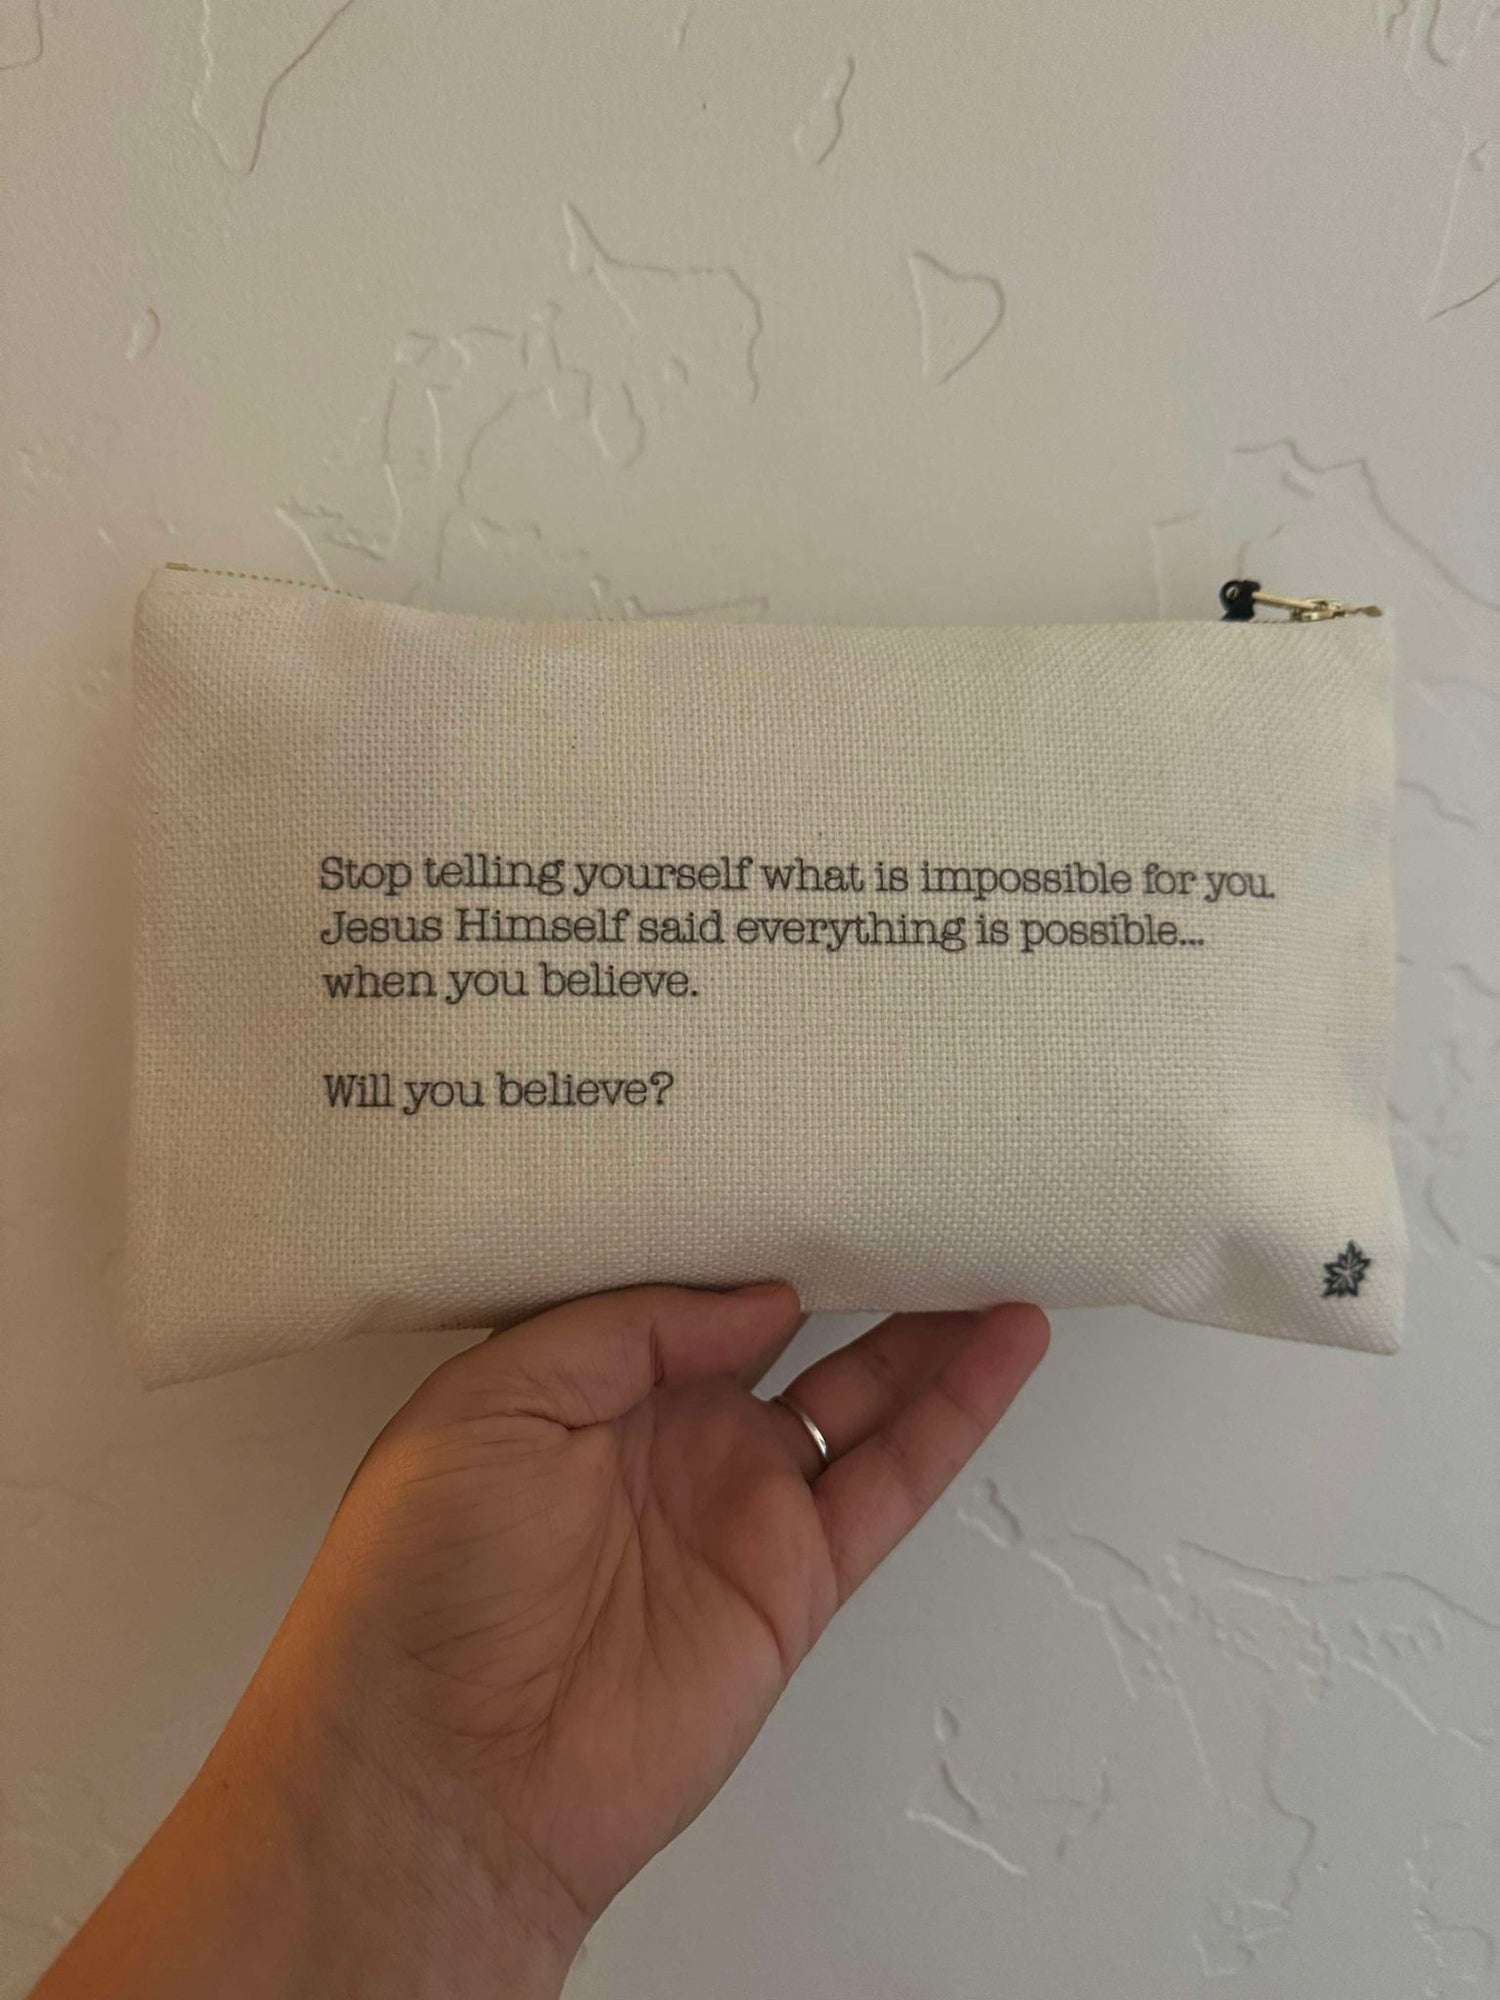 Stop telling yourself what is impossible for you.
Jesus Himself said everything is possible...
when you believe.
Will you believe?